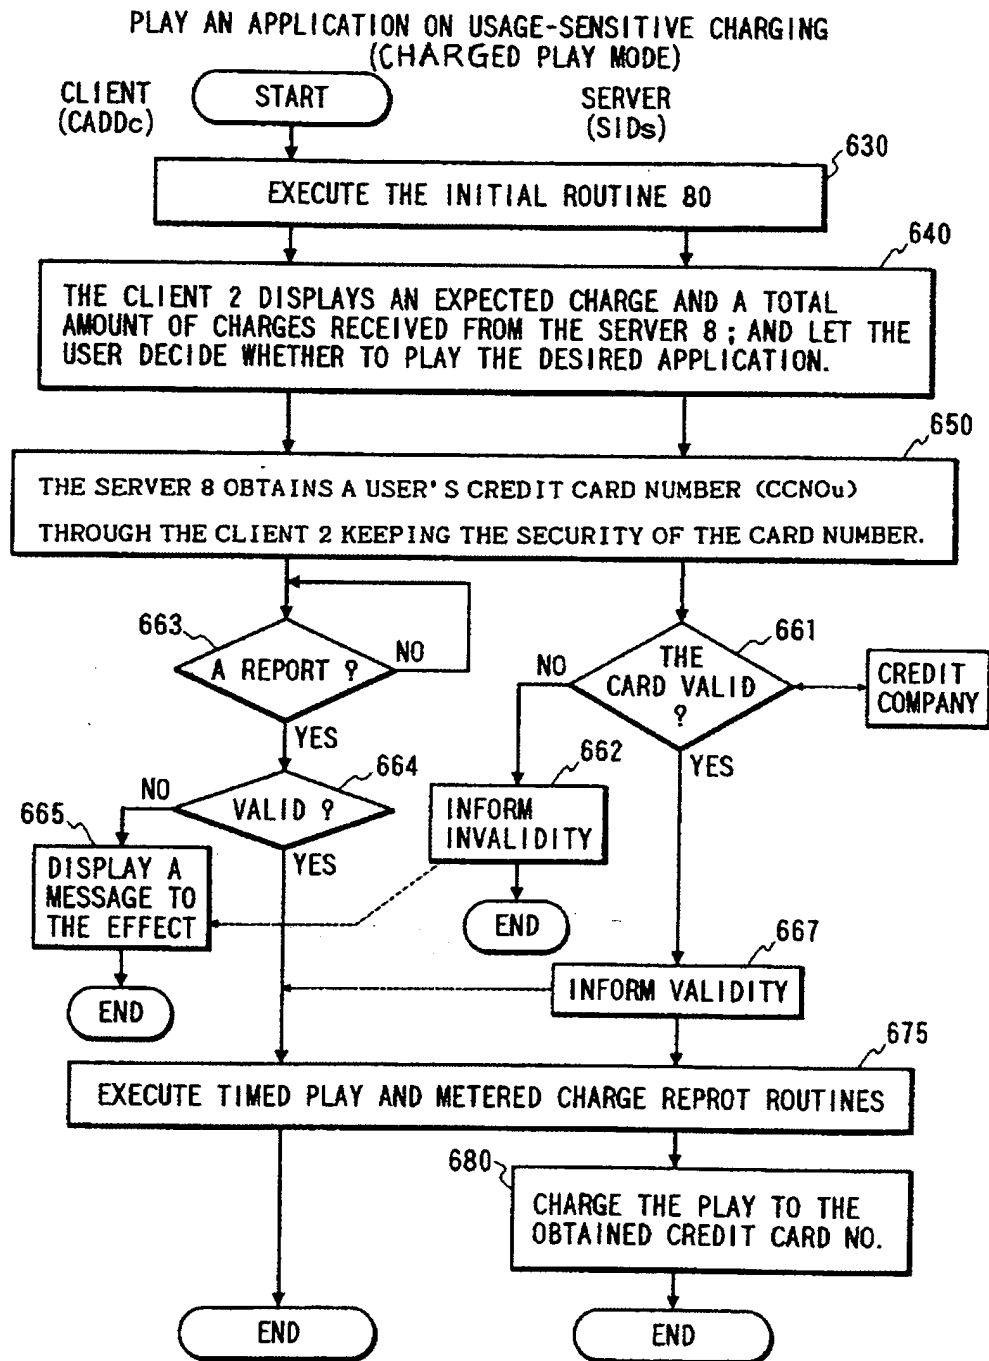 PLAY AN APPLICATION ON USAGE-SENSITIVE CHARGING
(CHARGED PLAY MODE)
CLIENT
(CADDc)
START
SERVER
(SIDs)
630
EXECUTE THE INITIAL ROUTINE 80
640
THE CLIENT 2 DISPLAYS AN EXPECTED CHARGE AND A TOTAL
AMOUNT OF CHARGES RECEIVED FROM THE SERVER 8 ; AND LET THE
USER DECIDE WHETHER TO PLAY THE DESIRED APPLICATION.
650
THE SERVER 8 OBTAINS A USER'S CREDIT CARD NUMBER (CCNOu)
THROUGH THE CLIENT 2 KEEPING THE SECURITY OF THE CARD NUMBER.
663
A REPORT ?
NO
YES
661
THE
CARD VALID
?
NO
YES
CREDIT
COMPANY
664
VALID ?
NO
YES
662
INFORM
INVALIDITY
END
665
DISPLAY A
MESSAGE TO
THE EFFECT
END
667
INFORM VALIDITY
675
EXECUTE TIMED PLAY AND METERED CHARGE REPROT ROUTINES
680
CHARGE THE PLAY TO THE
OBTAINED CREDIT CARD NO.
END
END